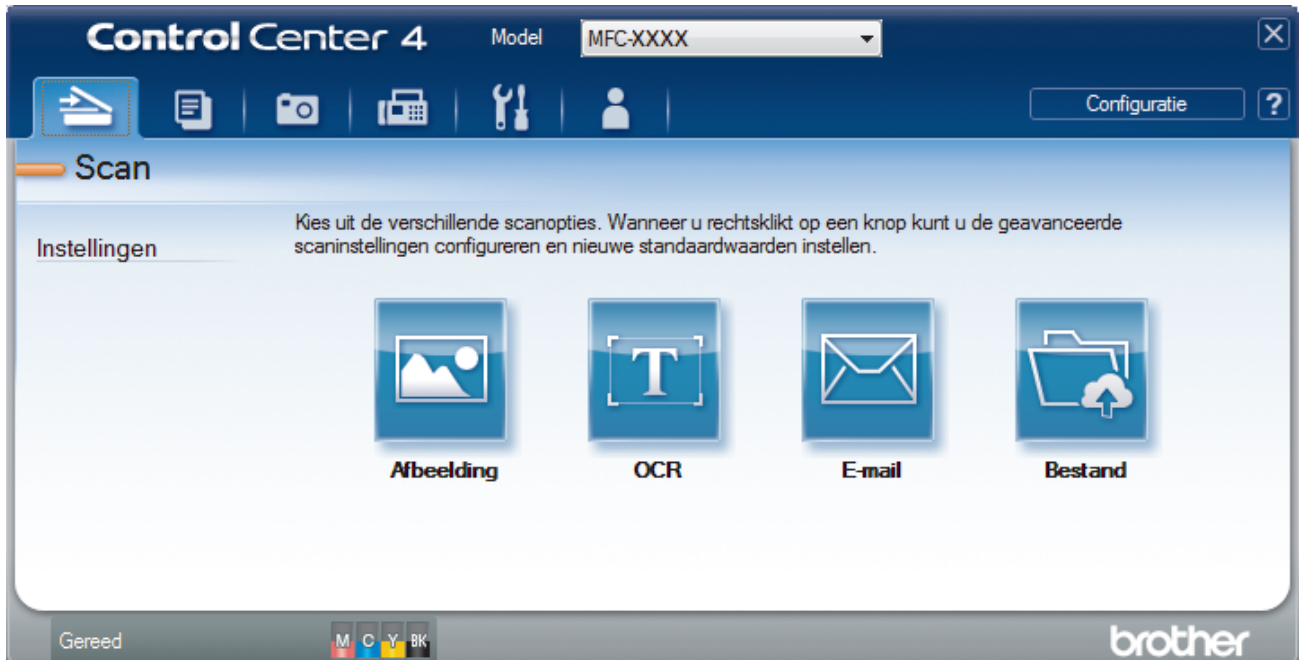 Control Center 4
Model
MFC-XXXX
Configuratie
?
Scan
Instellingen
Kies uit de verschillende scanopties. Wanneer u rechtsklikt op een knop kunt u de geavanceerde
scaninstellingen configureren en nieuwe standaardwaarden instellen.
T
Afbeelding
OCR
E-mail
Bestand
Gereed
M C Y BK
brother